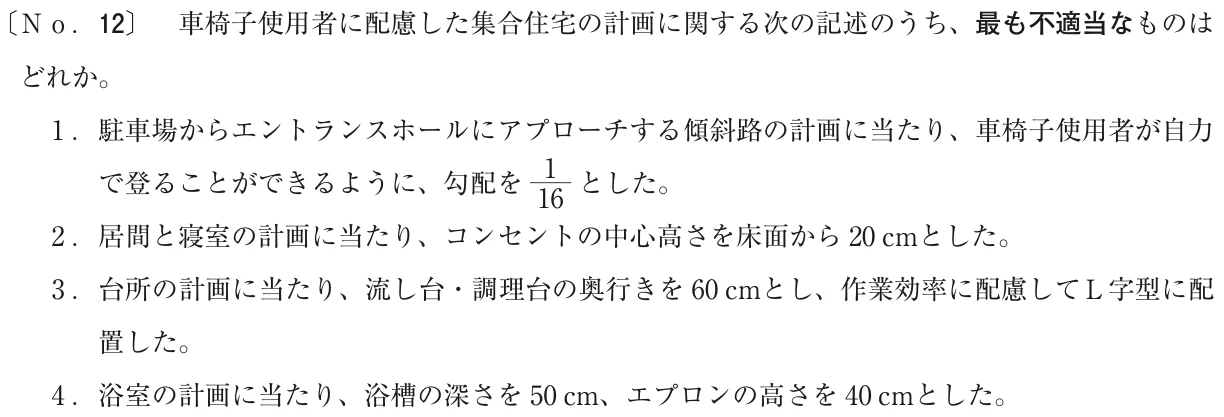 〔Ｎｏ．12〕　車椅子使用者に配慮した集合住宅の計画に関する次の記述のうち、最も不適当なものは
どれか。
１．駐車場からエントランスホールにアプローチする傾斜路の計画に当たり、車椅子使用者が自力
で登ることができるように、勾配を1/16とした。
２．居間と寝室の計画に当たり、コンセントの中心高さを床面から 20 cmとした。
３．台所の計画に当たり、流し台・調理台の奥行きを 60 cmとし、作業効率に配慮してＬ字型に配
置した。
４．浴室の計画に当たり、浴槽の深さを 50 cm、エプロンの高さを 40 cmとした。